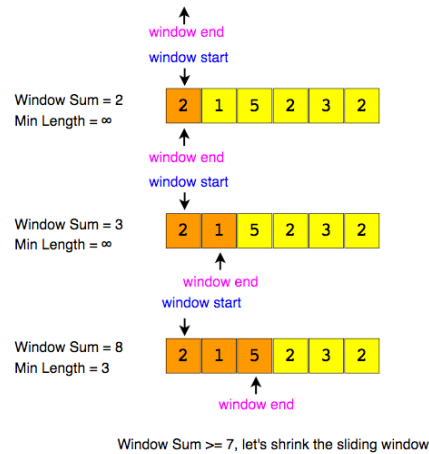 window end
window start
Window Sum = 2
Min Length = ∞
2 1 5 2 3 2
window end
window start
Window Sum = 3
Min Length = ∞
2 1 5 2 3 2
window end
window start
Window Sum = 8
Min Length = 3
2 1 5 2 3 2
window end
Window Sum >= 7, let's shrink the sliding window